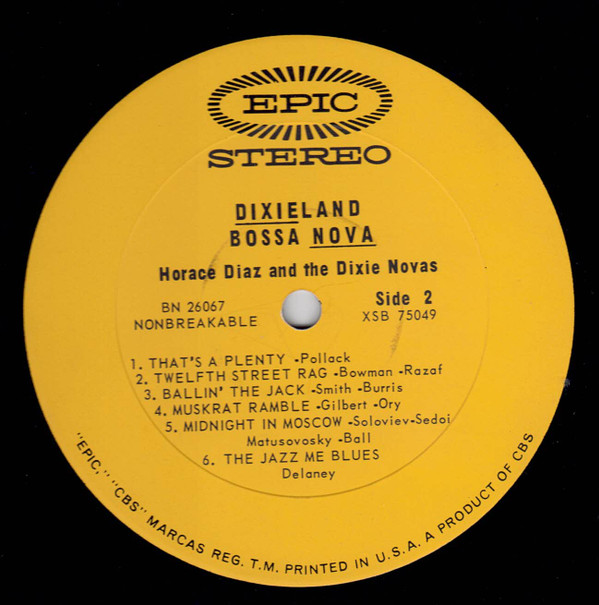 EPIC
STEREO
DIXIELAND
BOSSA NOVA
Horace Diaz and the Dixie Novas
BN 26067
NONBREAKABLE
Side 2
XSB 75049
1. THAT'S A PLENTY -Pollack
2. TWELFTH STREET RAG -Bowman -Razaf
3. BALLIN' THE JACK -Smith -Burris
4. MUSKRAT RAMBLE -Gilbert -Ory
5. MIDNIGHT IN MOSCOW -Soloviev-Sedoi
Matusovosky -Ball
6. THE JAZZ ME BLUES
Delaney
"EPIC," "CBS" MARCAS REG. T.M. PRINTED IN U.S.A. A PRODUCT OF CBS